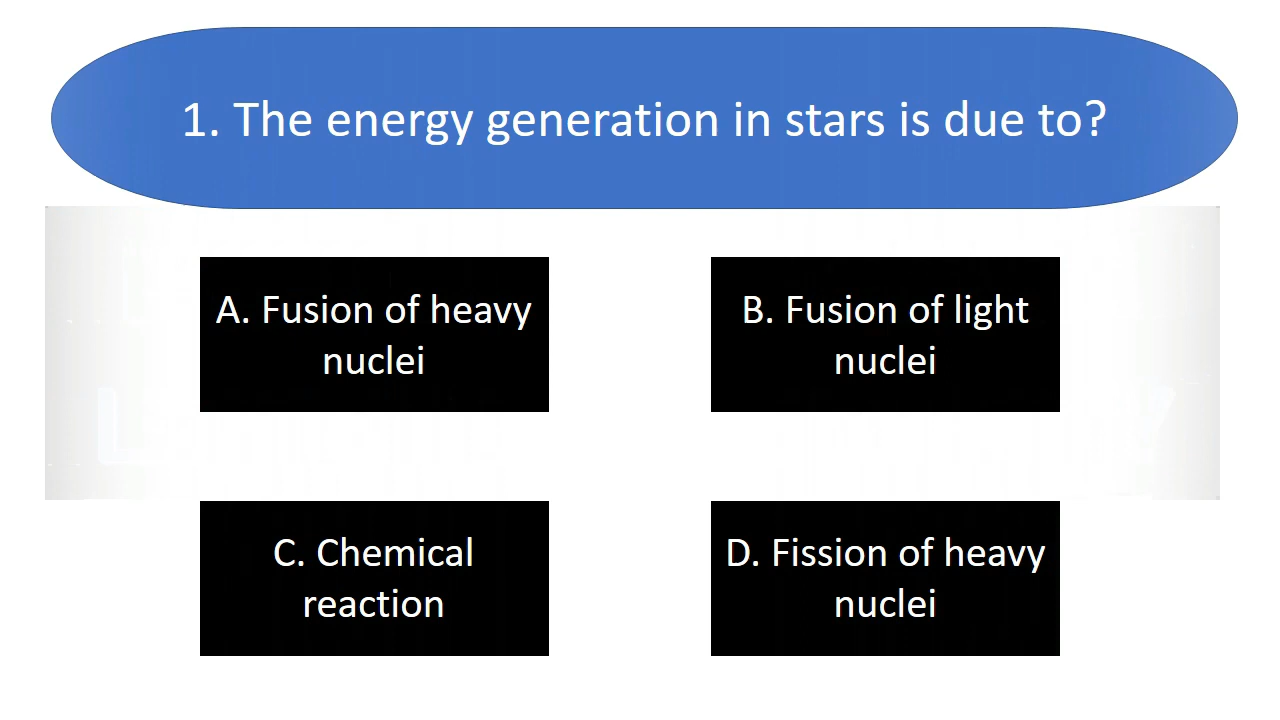 1. The energy generation in stars is due to?
A. Fusion of heavy
nuclei
B. Fusion of light
nuclei
C. Chemical
reaction
D. Fission of heavy
nuclei